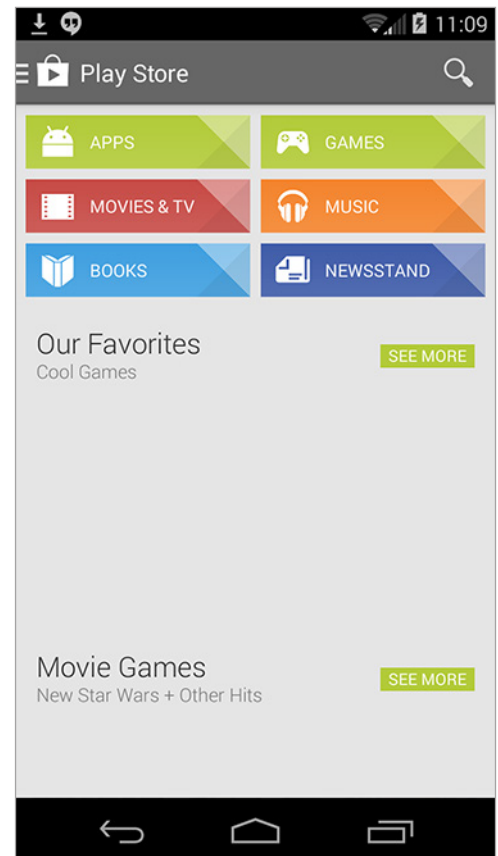 11:09
Play Store
APPS
GAMES
MOVIES & TV
MUSIC
BOOKS
NEWSSTAND
Our Favorites
SEE MORE
Cool Games
Movie Games
SEE MORE
New Star Wars + Other Hits